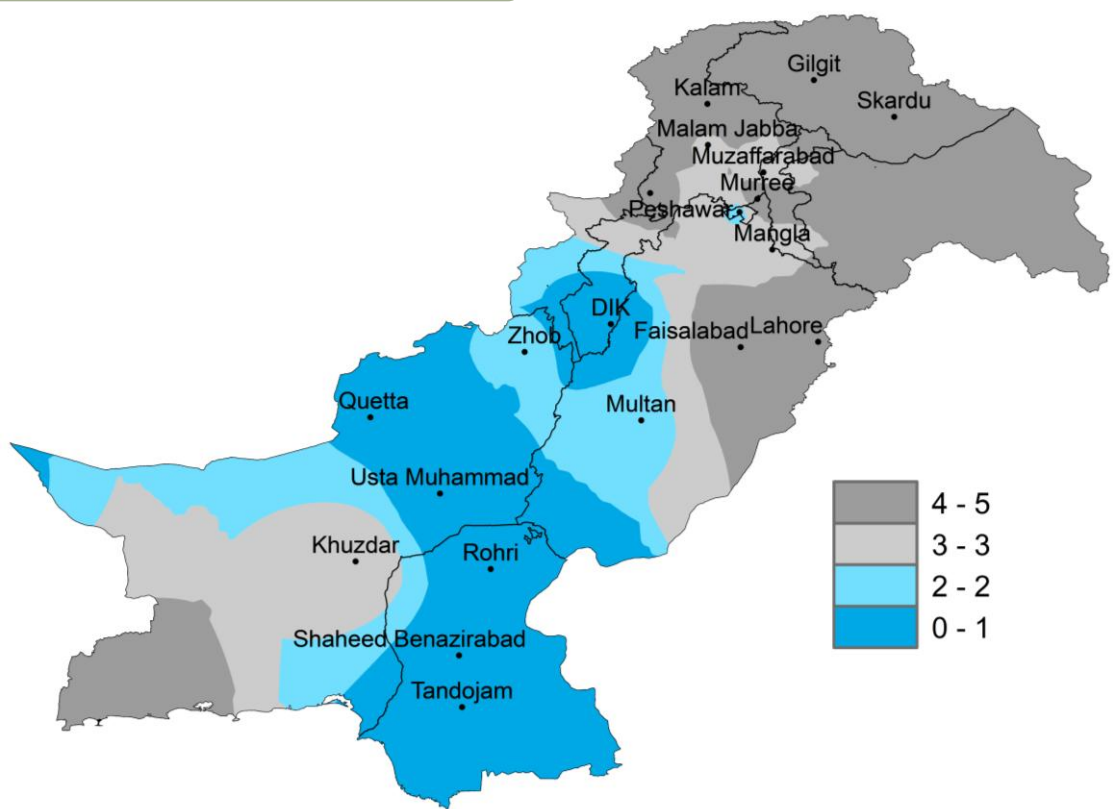 Gilgit
Kalam
Skardu
Malam Jabba
Muzaffarabad
Murree
Peshawar
Mangla
DIK
Zhob
Faisalabad
Lahore
Quetta
Multan
Usta Muhammad
4 - 5
3 - 3
2 - 2
0 - 1
Khuzdar
Rohri
Shaheed Benazirabad
Tandojam